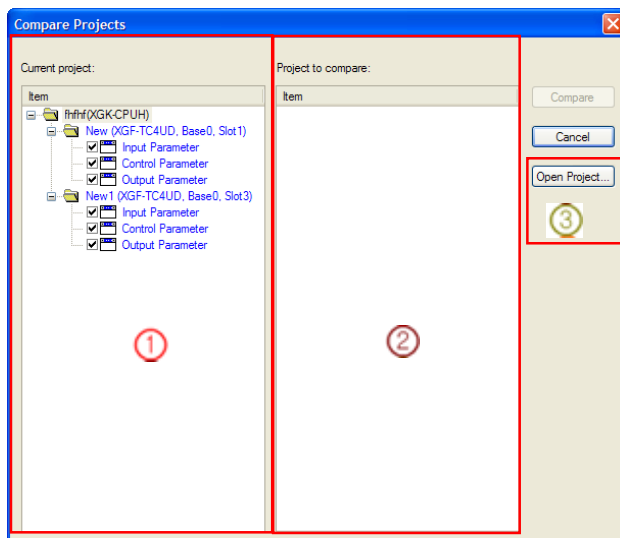 Compare Projects
Current project:
Project to compare:
Item
Item
Compare
fhfhf(XGK-CPUH)
New (XGF-TC4UD, Base0, Slot1)
Input Parameter
Cancel
Control Parameter
Output Parameter
Open Project...
New1 (XGF-TC4UD, Base0, Slot3)
Input Parameter
③
Control Parameter
Output Parameter
①
②